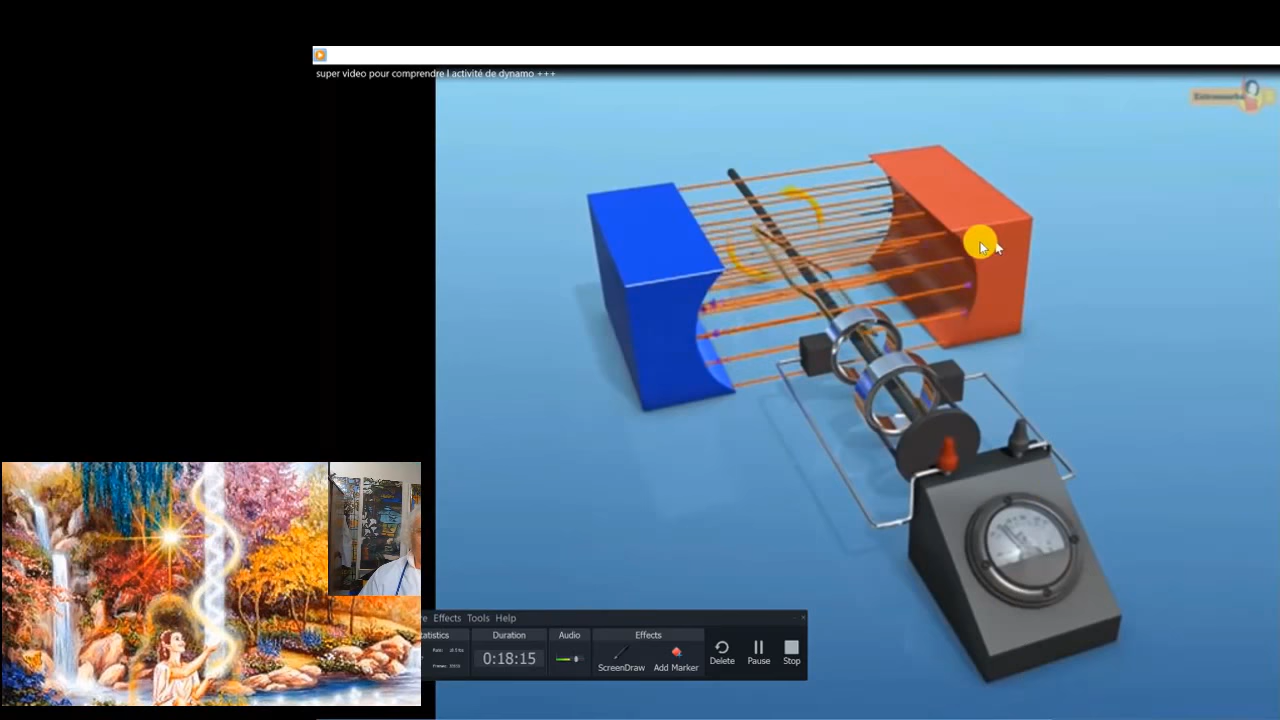 super video pour comprendre l activité de dynamo +++
Effects Tools Help
Duration
Audio
Effects
0:18:15
ScreenDraw
Add Marker
Delete
Pause
Stop